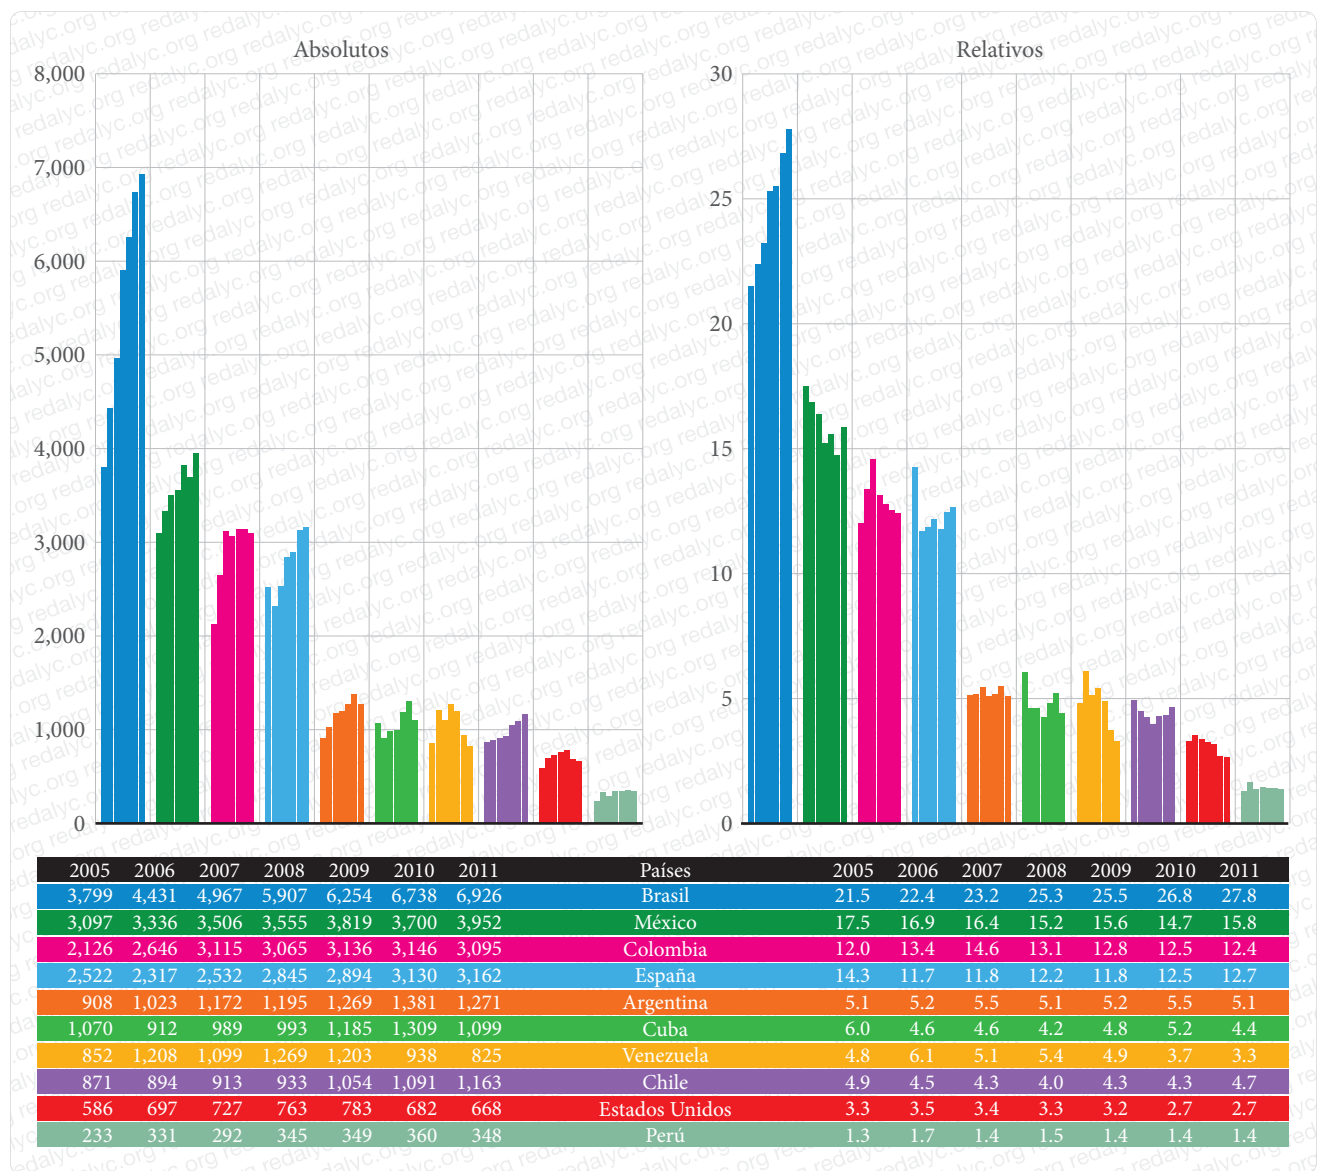 Absolutos
8,000
7,000
6,000
5,000
4,000
3,000
2,000
1,000
0
Relativos
30
25
20
15
10
5
0
2005 2006 2007 2008 2009 2010 2011 Países 2005 2006 2007 2008 2009 2010 2011
3,799 4,431 4,967 5,907 6,254 6,738 6,926 Brasil 21.5 22.4 23.2 25.3 25.5 26.8 27.8
3,097 3,336 3,506 3,555 3,819 3,700 3,952 México 17.5 16.9 16.4 15.2 15.6 14.7 15.8
2,126 2,646 3,115 3,065 3,136 3,146 3,095 Colombia 12.0 13.4 14.6 13.1 12.8 12.5 12.4
2,522 2,317 2,532 2,845 2,894 3,130 3,162 España 14.3 11.7 11.8 12.2 11.8 12.5 12.7
908 1,023 1,172 1,195 1,269 1,381 1,271 Argentina 5.1 5.2 5.5 5.1 5.2 5.5 5.1
1,070 912 989 993 1,185 1,309 1,099 Cuba 6.0 4.6 4.6 4.2 4.8 5.2 4.4
852 1,208 1,099 1,269 1,203 938 825 Venezuela 4.8 6.1 5.1 5.4 4.9 3.7 3.3
871 894 913 933 1,054 1,091 1,163 Chile 4.9 4.5 4.3 4.0 4.3 4.3 4.7
586 697 727 763 783 682 668 Estados Unidos 3.3 3.5 3.4 3.3 3.2 2.7 2.7
233 331 292 345 349 360 348 Perú 1.3 1.7 1.4 1.5 1.4 1.4 1.4
redalyc.org